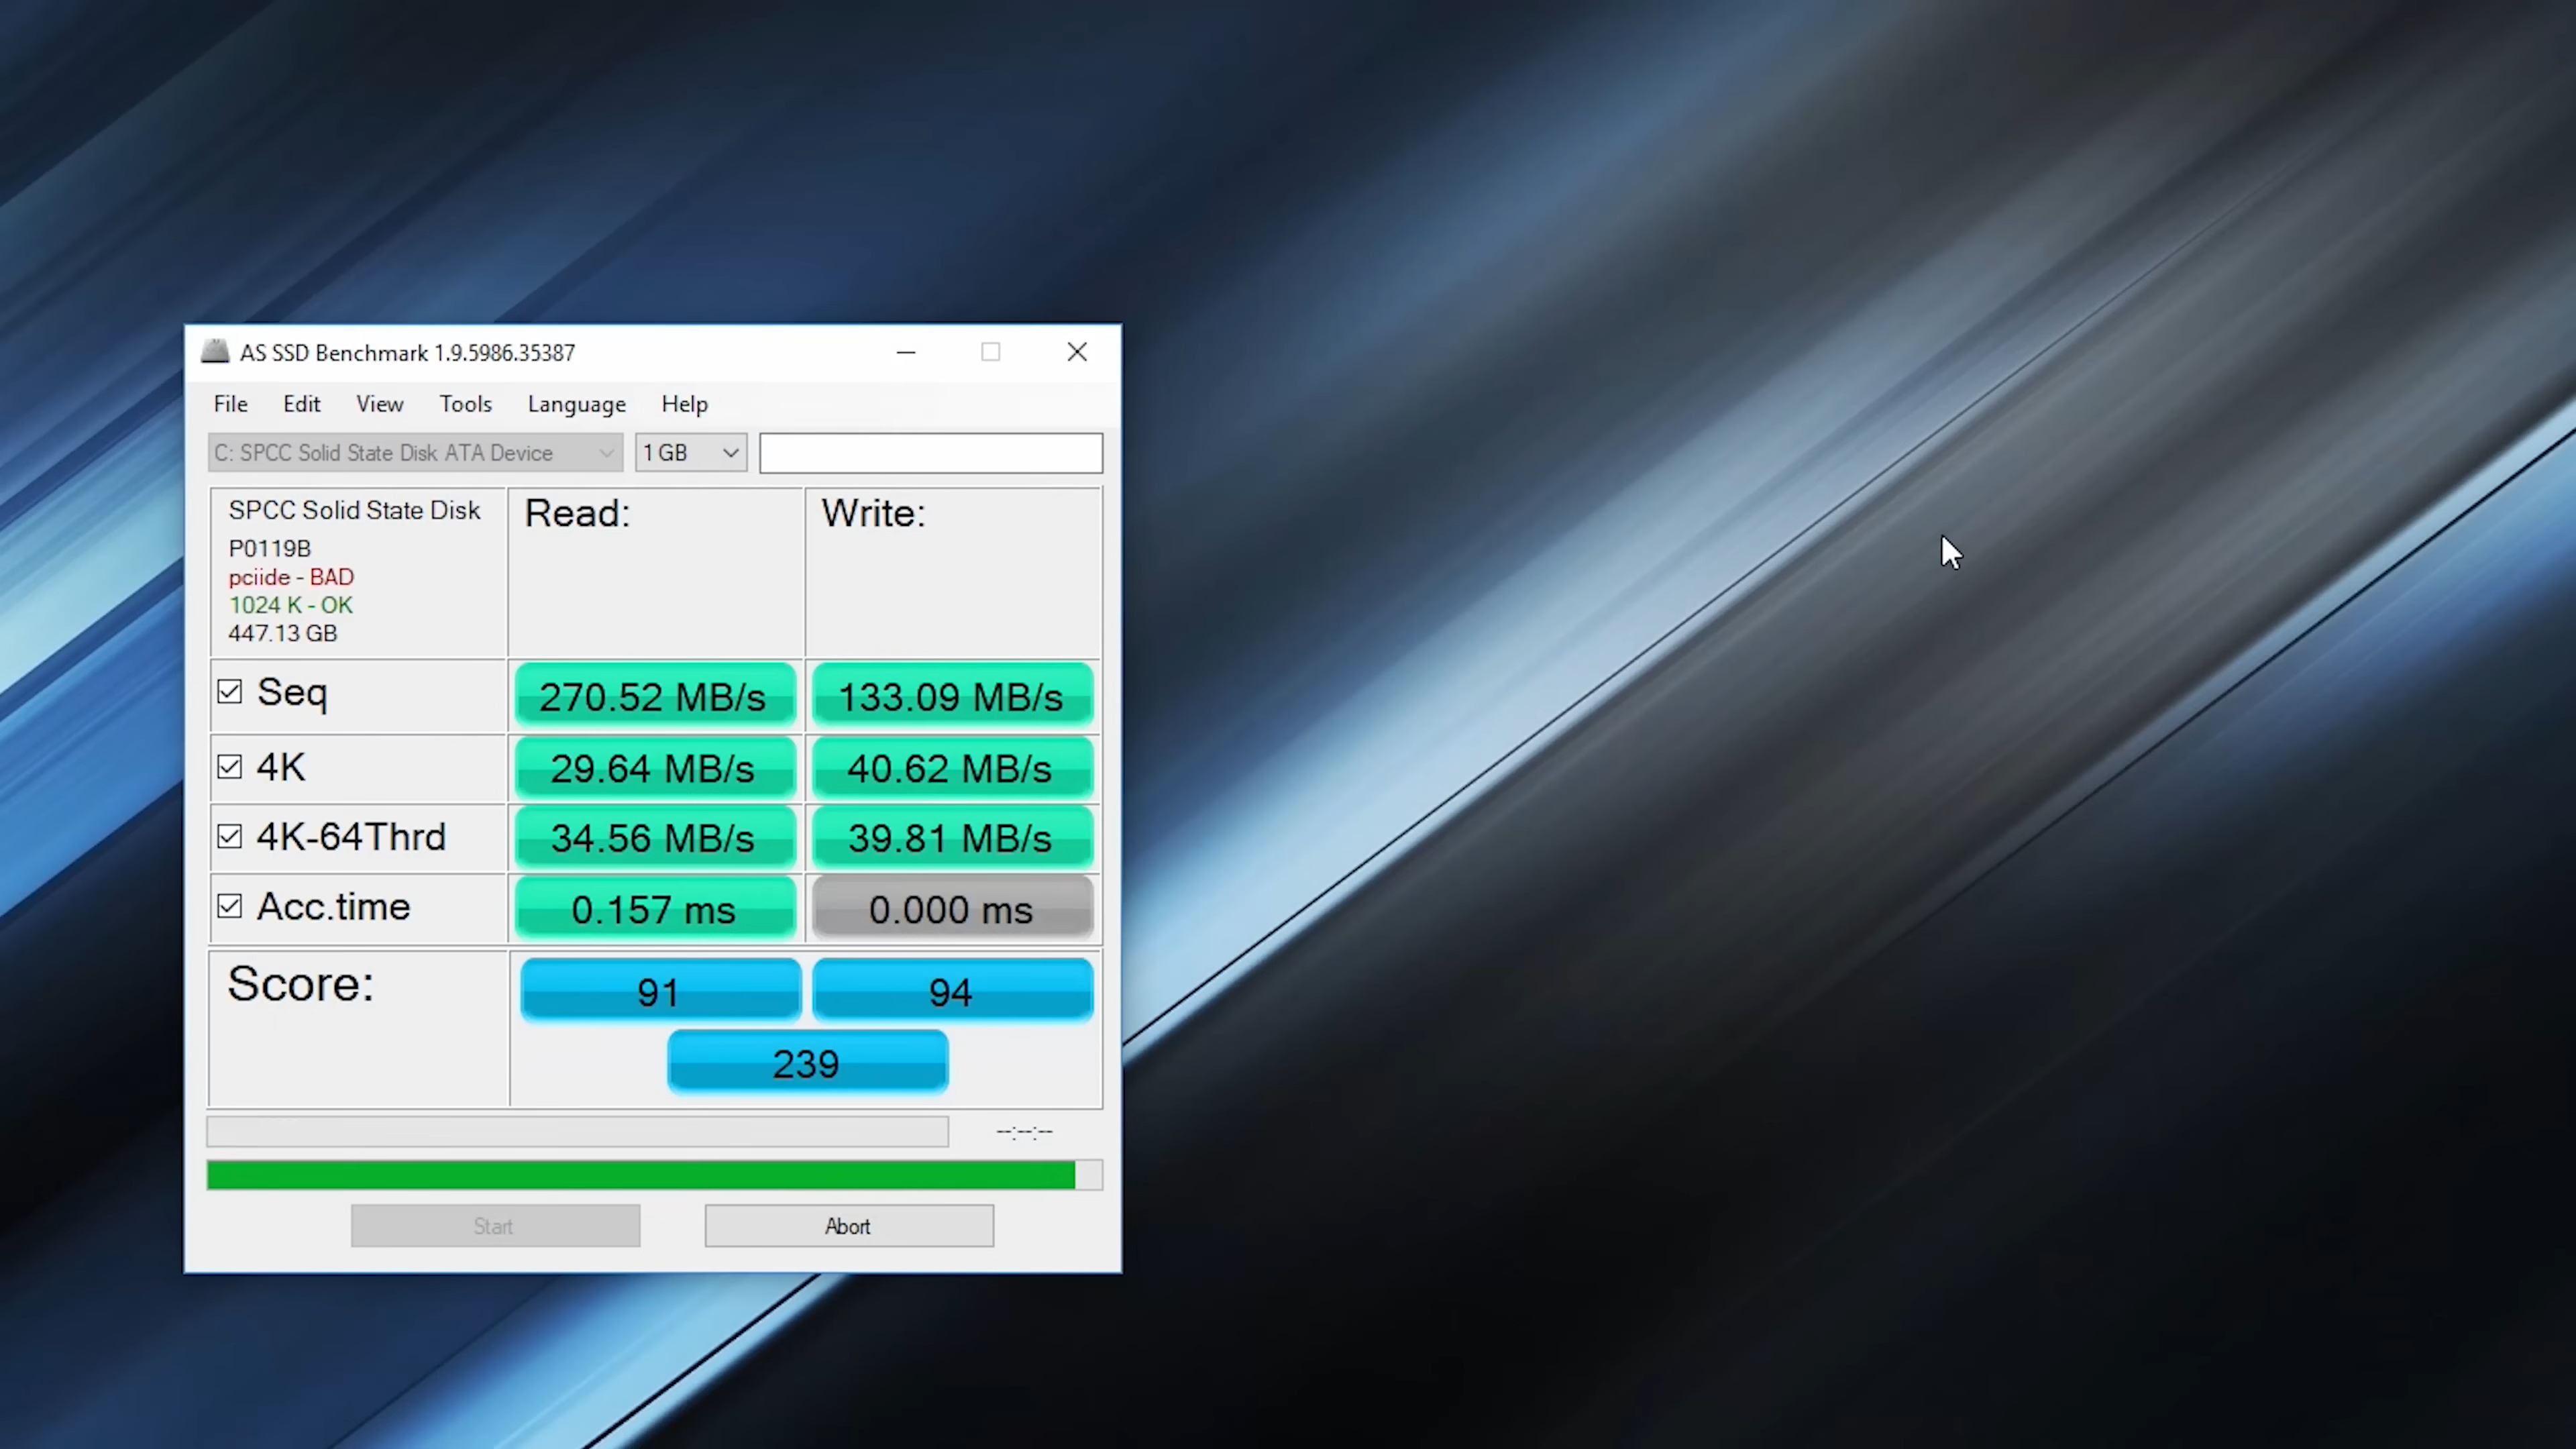 AS SSD Benchmark 1.9.5986.35387
File Edit View Tools Language Help
C: SPCC Solid State Disk ATA Device 1 GB
SPCC Solid State Disk Read: Write:
P0119B
pciide - BAD
1024 K - OK
447.13 GB
Seq 270.52 MB/s 133.09 MB/s
4K 29.64 MB/s 40.62 MB/s
4K-64Thrd 34.56 MB/s 39.81 MB/s
Acc.time 0.157 ms 0.000 ms
Score: 91 94
239
--:--:--
Start Abort